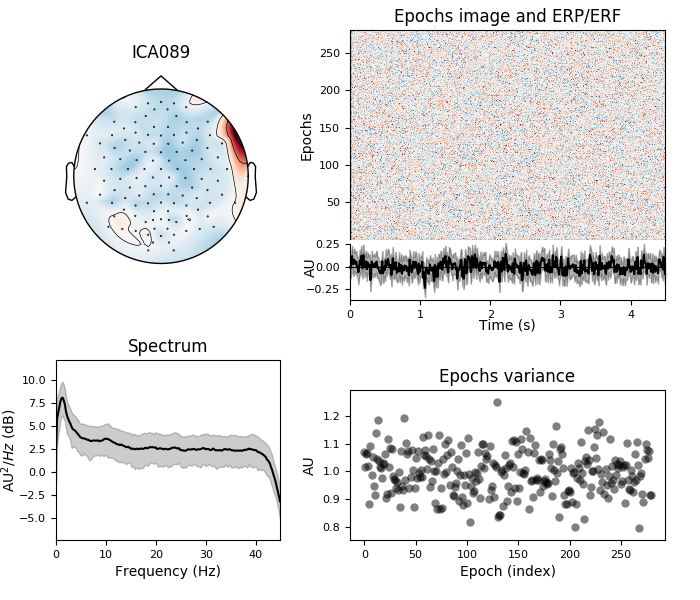 ICA089
Epochs image and ERP/ERF
Epochs
250
200
150
100
50
AU
0.25
0.00
−0.25
0 1 2 3 4
Time (s)
Spectrum
AU²/Hz (dB)
10.0
7.5
5.0
2.5
0.0
−2.5
−5.0
0 10 20 30 40
Frequency (Hz)
Epochs variance
AU
1.2
1.1
1.0
0.9
0.8
0 50 100 150 200 250
Epoch (index)